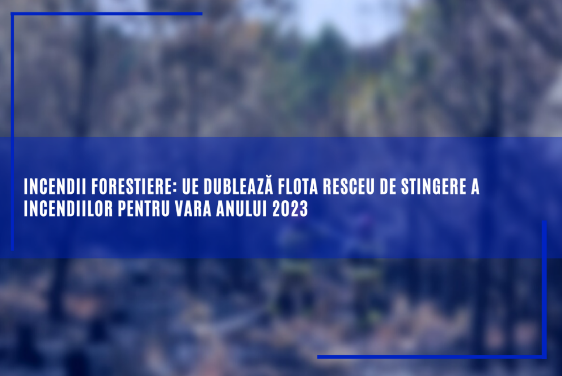 INCENDII FORESTIERE: UE DUBLEAZĂ FLOTA RESCEU DE STINGERE A
INCENDIILOR PENTRU VARA ANULUI 2023